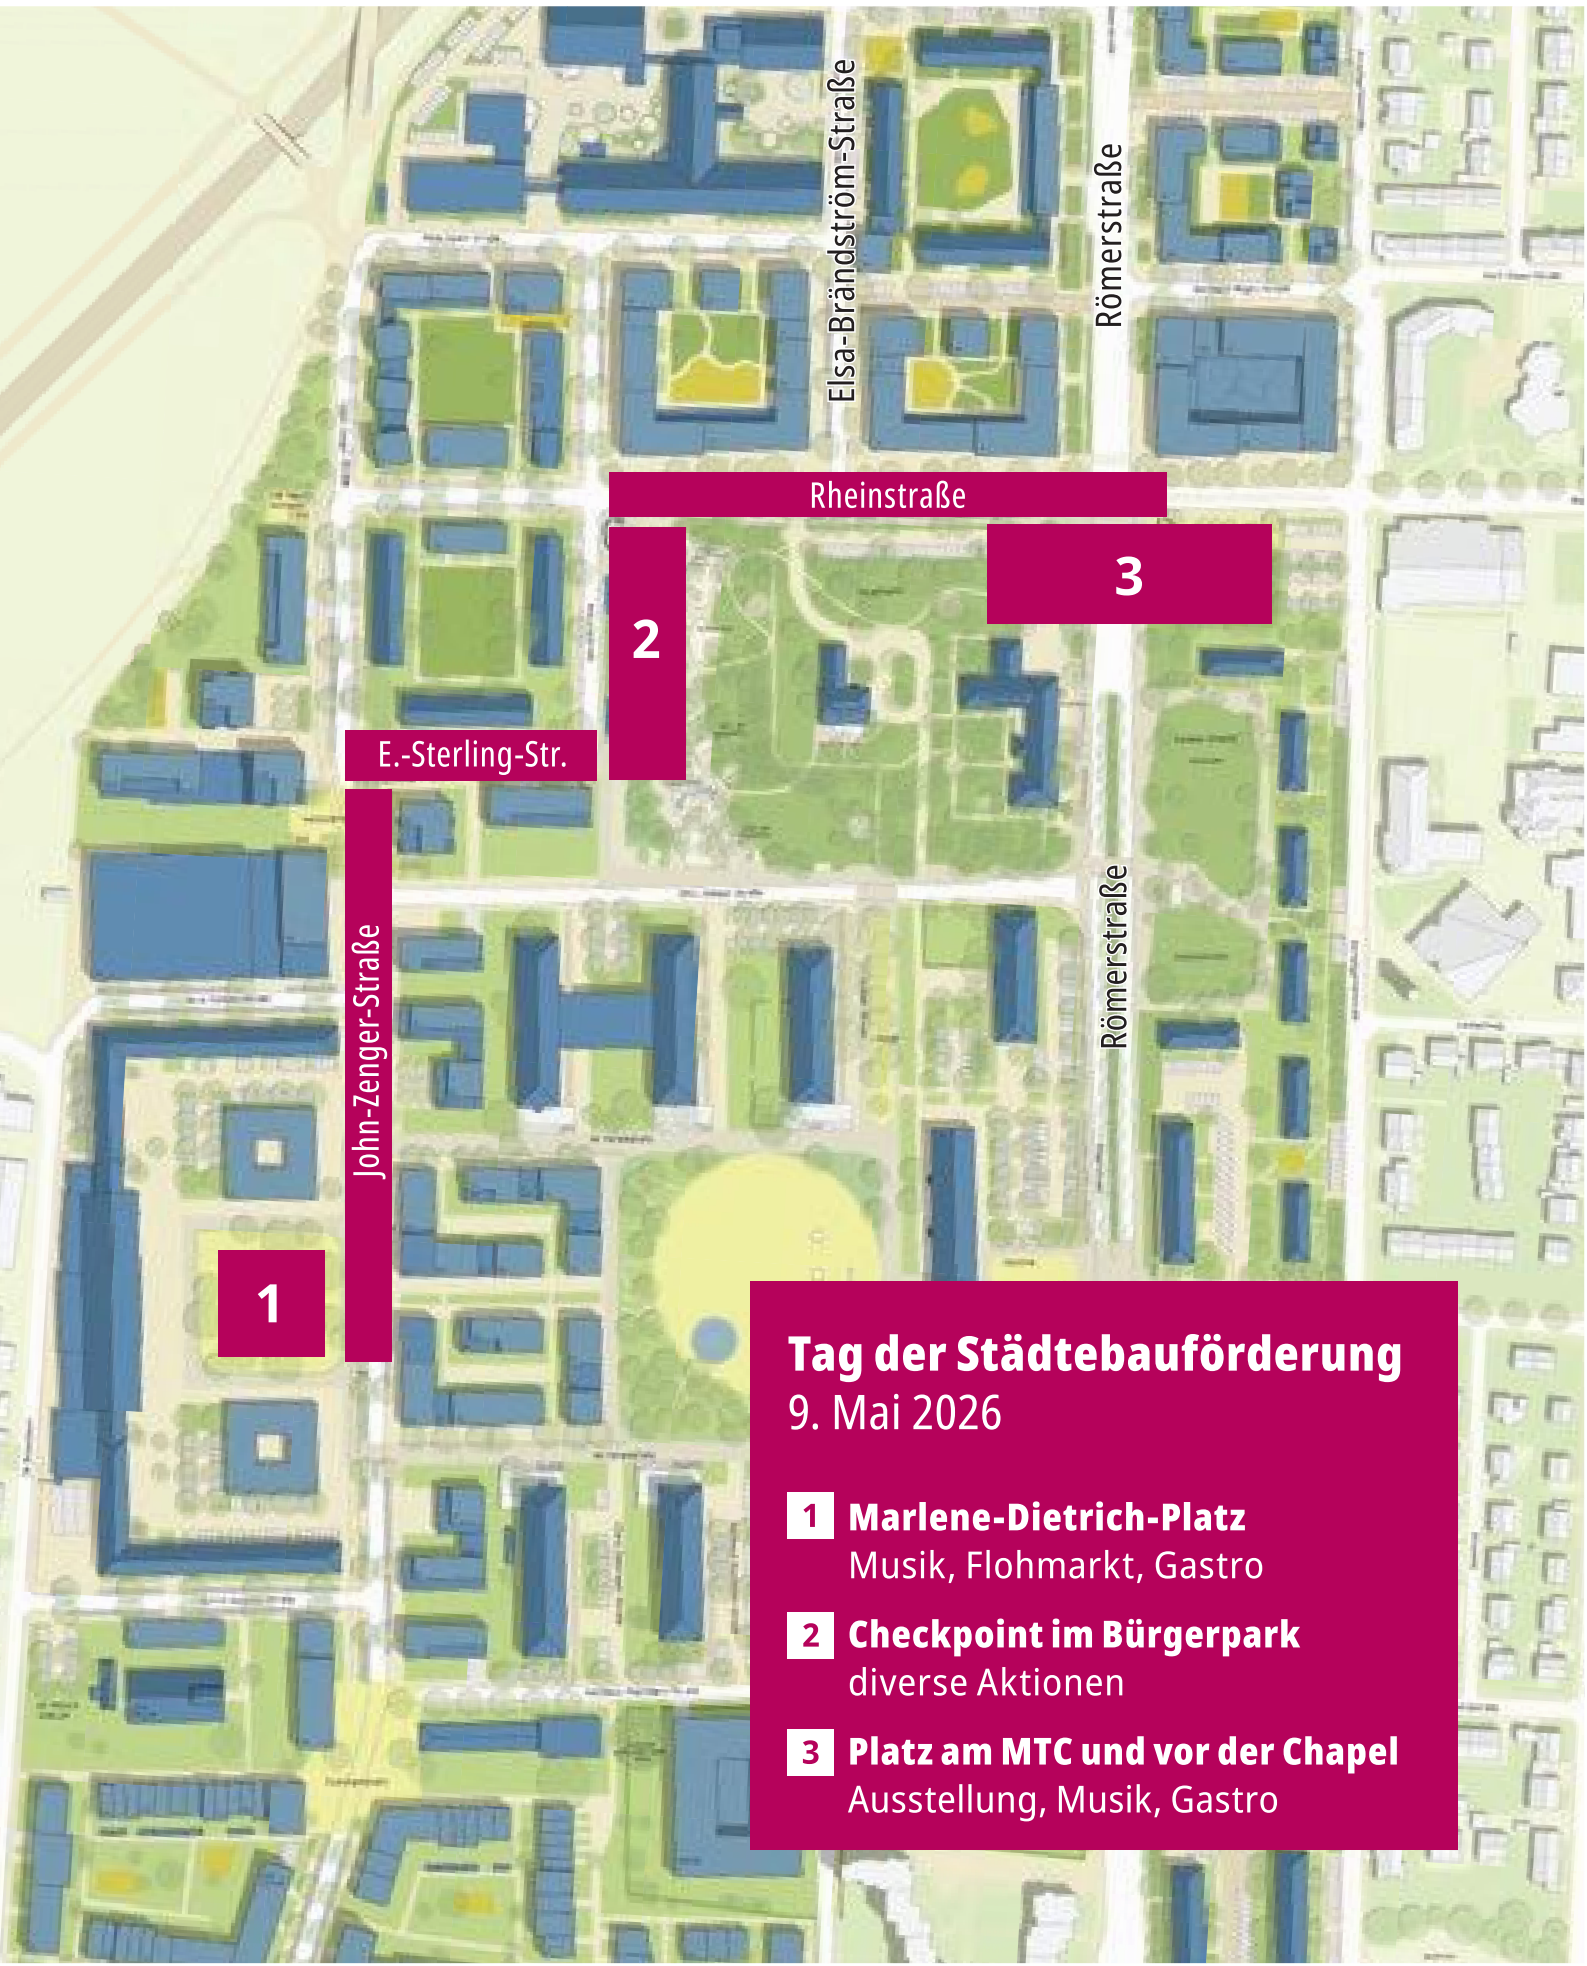 Elsa-Brändström-Straße
Römerstraße
Rheinstraße
3
2
E.-Sterling-Str.
John-Zenger-Straße
Römerstraße
1
Tag der Städtebauförderung
9. Mai 2026
1 Marlene-Dietrich-Platz
Musik, Flohmarkt, Gastro
2 Checkpoint im Bürgerpark
diverse Aktionen
3 Platz am MTC und vor der Chapel
Ausstellung, Musik, Gastro